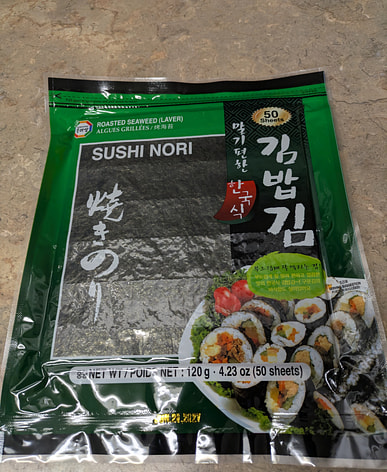 50
Sheets
ROASTED SEAWEED (LAVER)
ALGUES GRILLÉES / 烤海苔
SUSHI NORI
말기 편한
한국식
김밥김
焼きのり
NET WT / POIDS NET : 120 g · 4.23 oz (50 sheets)